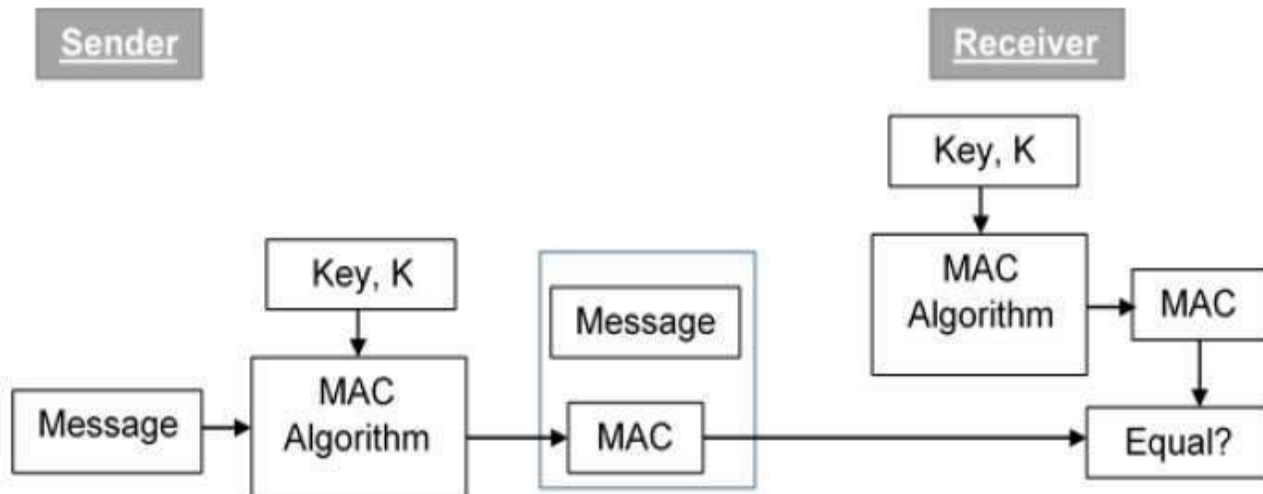 Sender
Receiver
Key, K
MAC
Algorithm
MAC
Key, K
Message
Message
MAC
Algorithm
MAC
Equal?